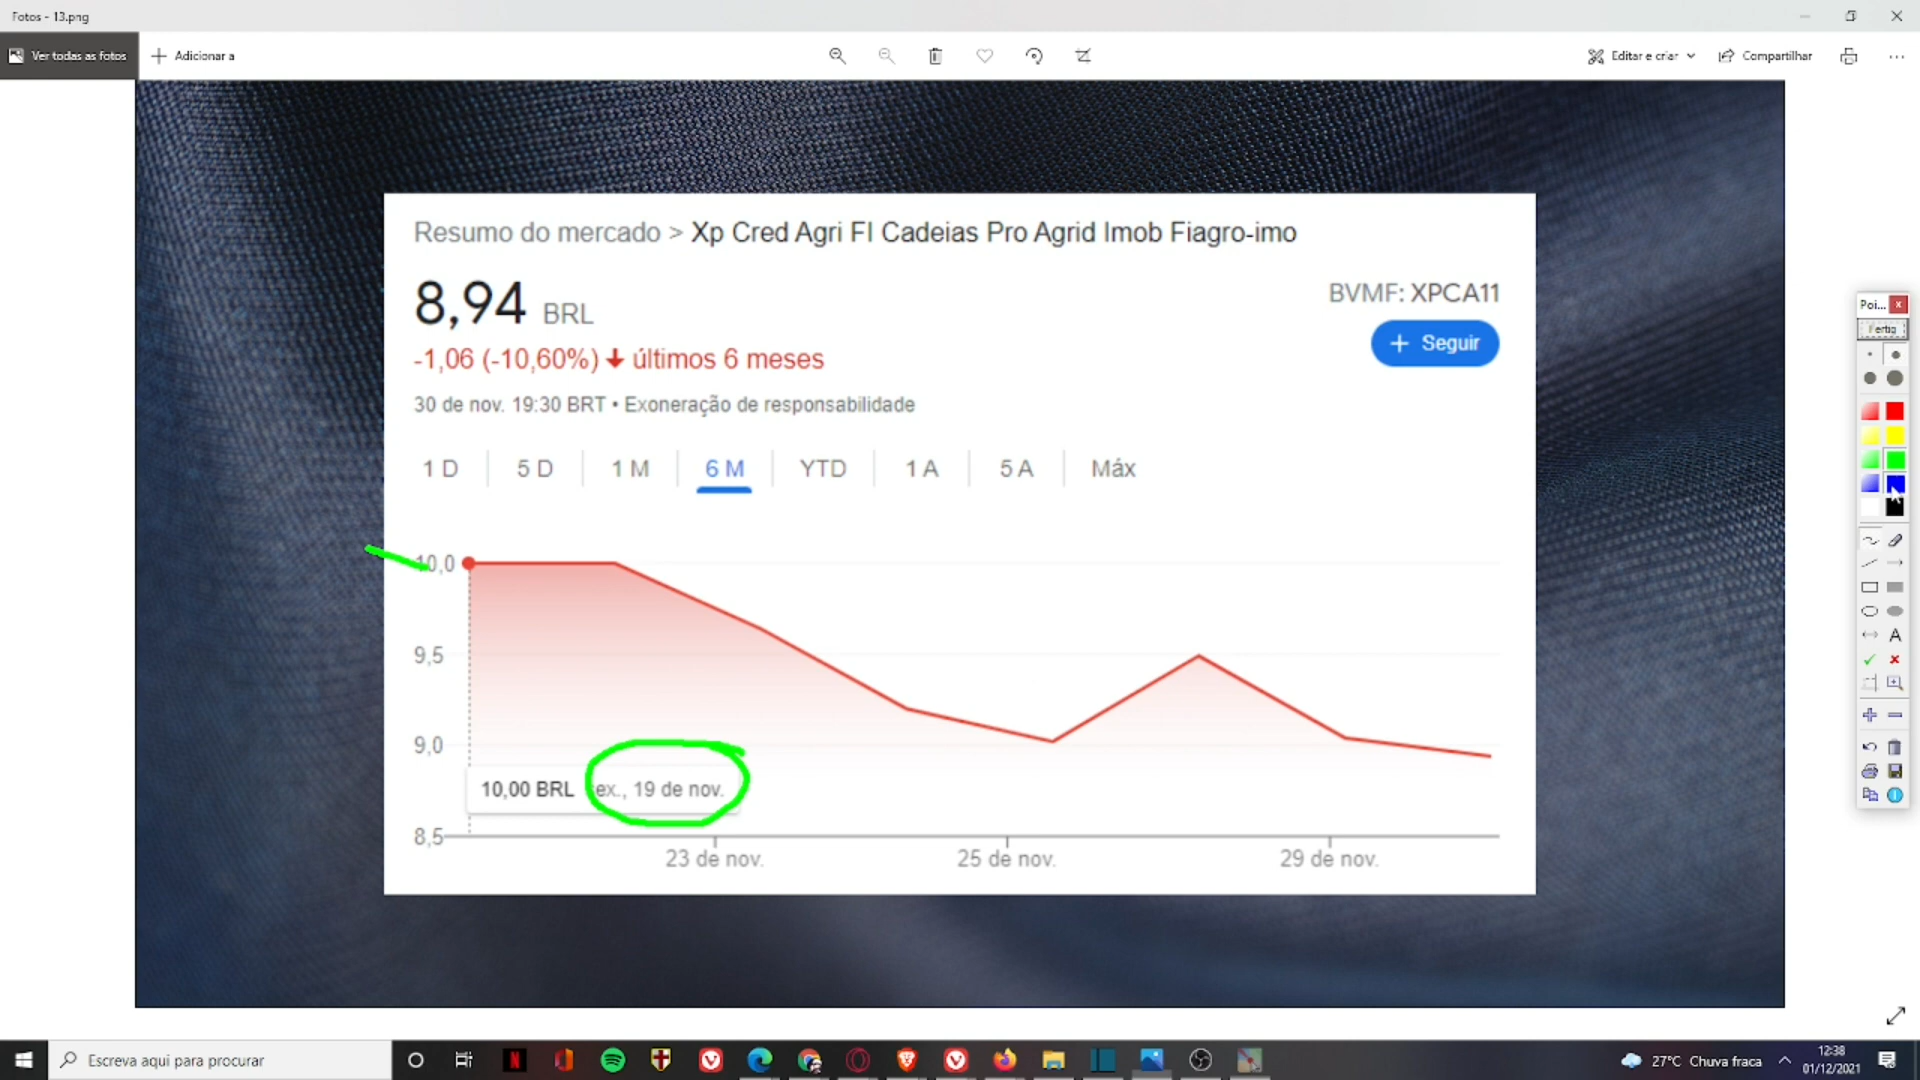 Fotos - 13.png
Ver todas as fotos
Adicionar a
Editar e criar
Compartilhar
Resumo do mercado > Xp Cred Agri FI Cadeias Pro Agrid Imob Fiagro-imo
8,94 BRL
BVMF: XPCA11
-1,06 (-10,60%) últimos 6 meses
+ Seguir
30 de nov. 19:30 BRT • Exoneração de responsabilidade
1 D
5 D
1 M
6 M
YTD
1 A
5 A
Máx
10,0
9,5
9,0
10,00 BRL ex., 19 de nov.
8,5
23 de nov.
25 de nov.
29 de nov.
Poi...
Fertig
A
Escreva aqui para procurar
27°C Chuva fraca
12:38
01/12/2021